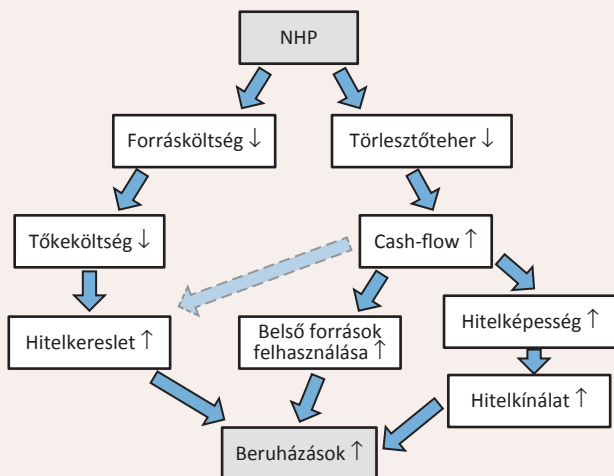 NHP
Forrásköltség ↓
Törlesztőteher ↓
Tőkeköltség ↓
Cash-flow ↑
Hitelkereslet ↑
Belső források
felhasználása ↑
Hitelképesség ↑
Hitelkínálat ↑
Beruházások ↑